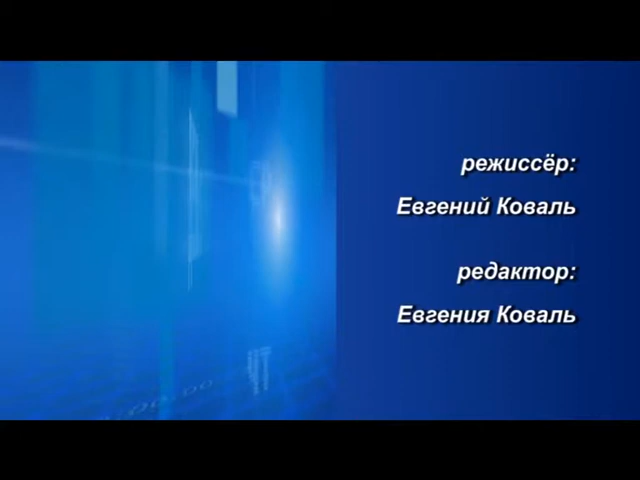 режиссёр:
Евгений Коваль
редактор:
Евгения Коваль